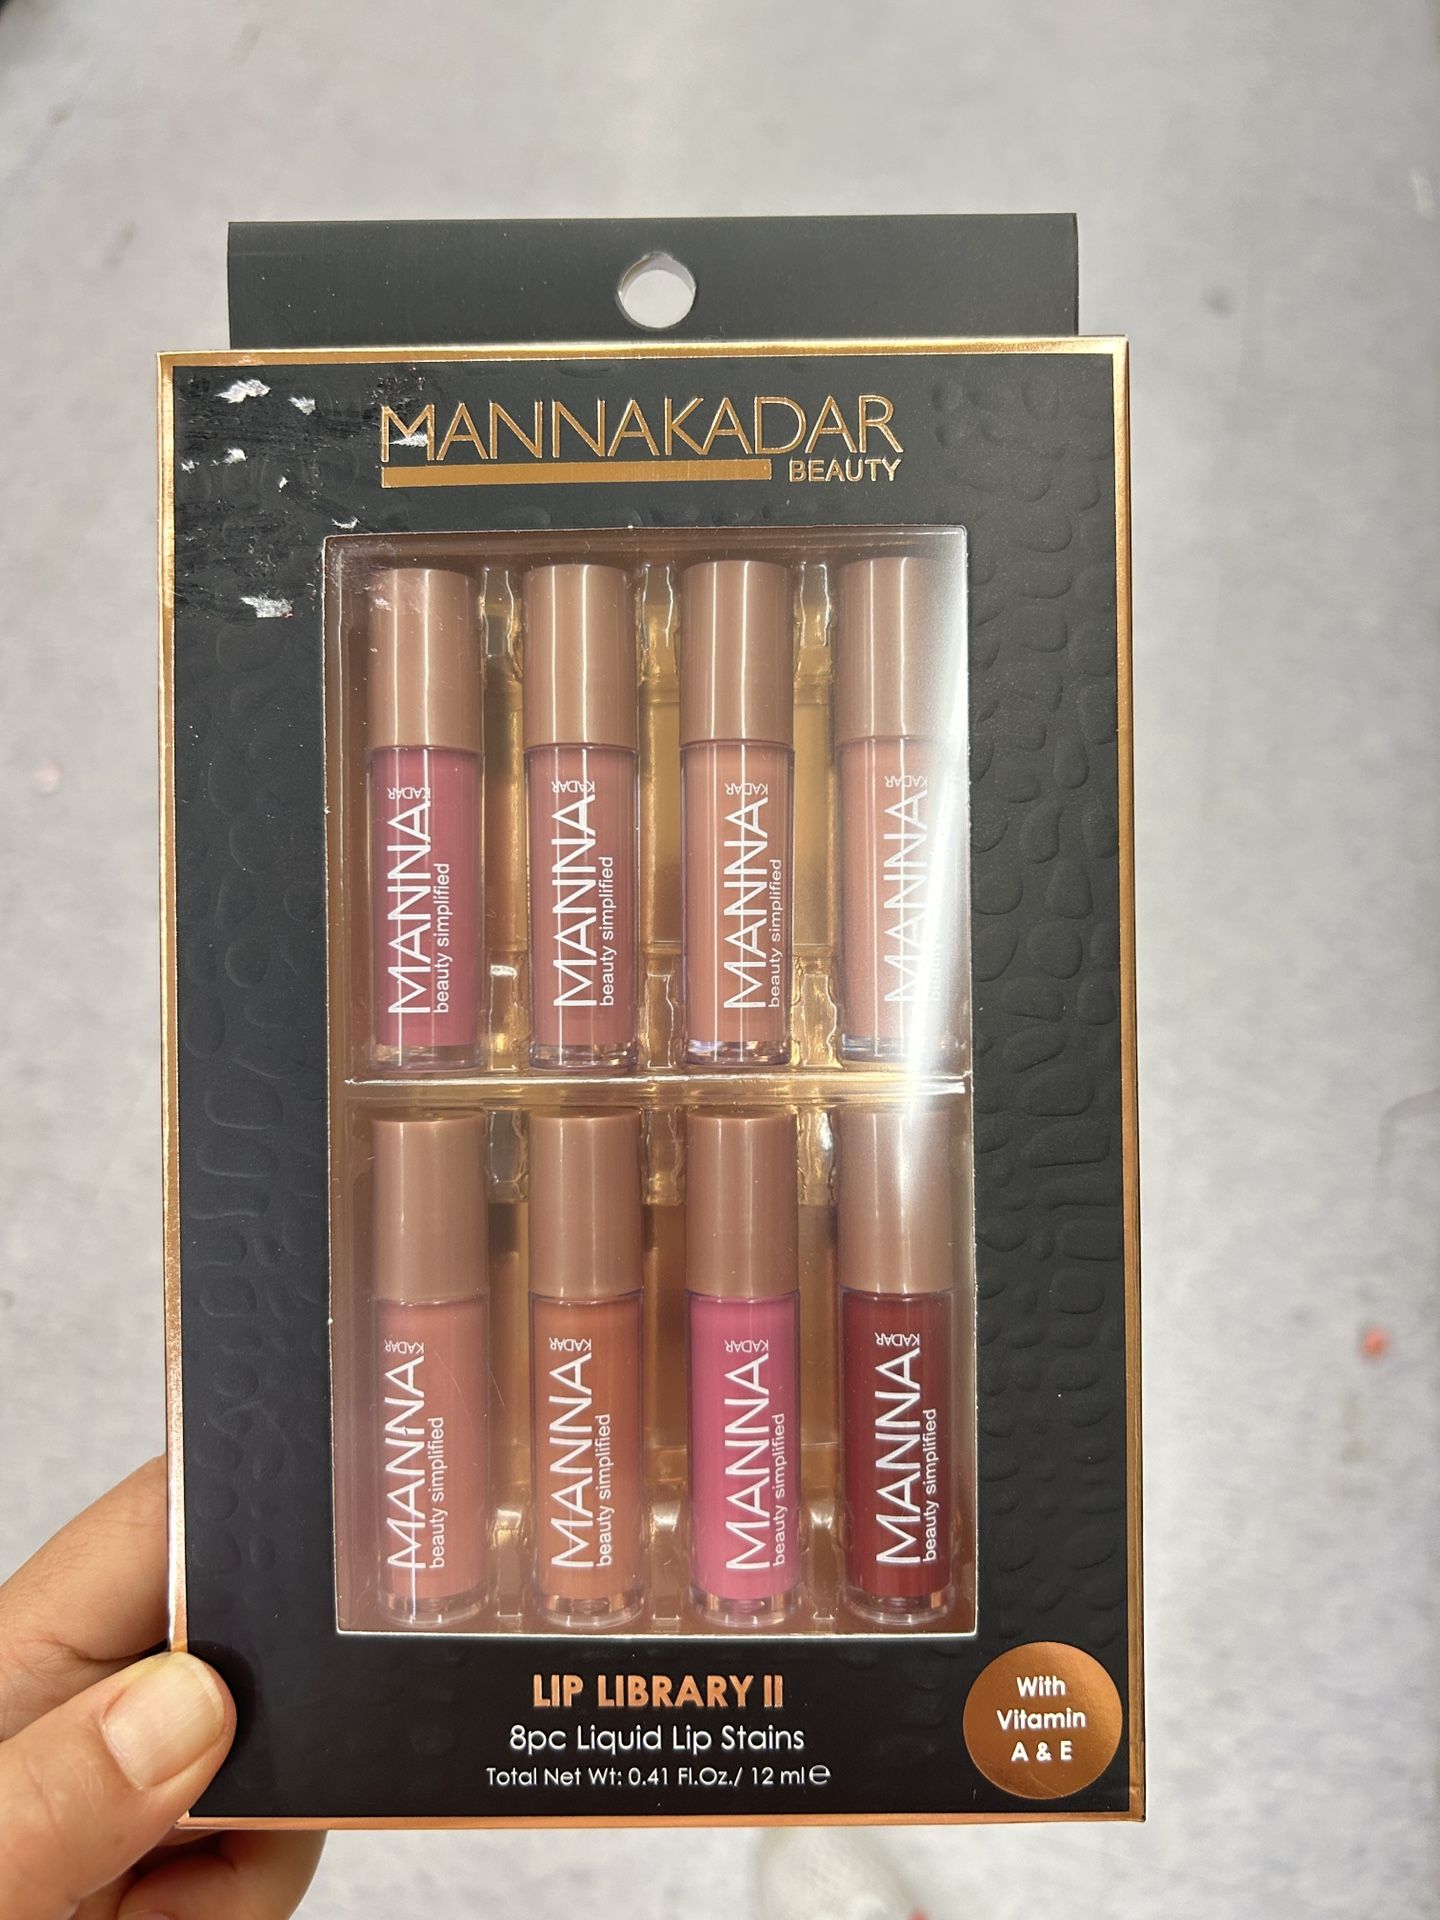 MANNAKADAR
BEAUTY
MANNA KADAR
beauty simplified
MANNA KADAR
beauty simplified
MANNA KADAR
beauty simplified
MANNA KADAR
MANNA KADAR
beauty simplified
MANNA KADAR
beauty simplified
MANNA KADAR
beauty simplified
MANNA KADAR
beauty simplified
LIP LIBRARY II
8pc Liquid Lip Stains
Total Net Wt: 0.41 Fl.Oz./ 12 ml ℮
With
Vitamin
A & E